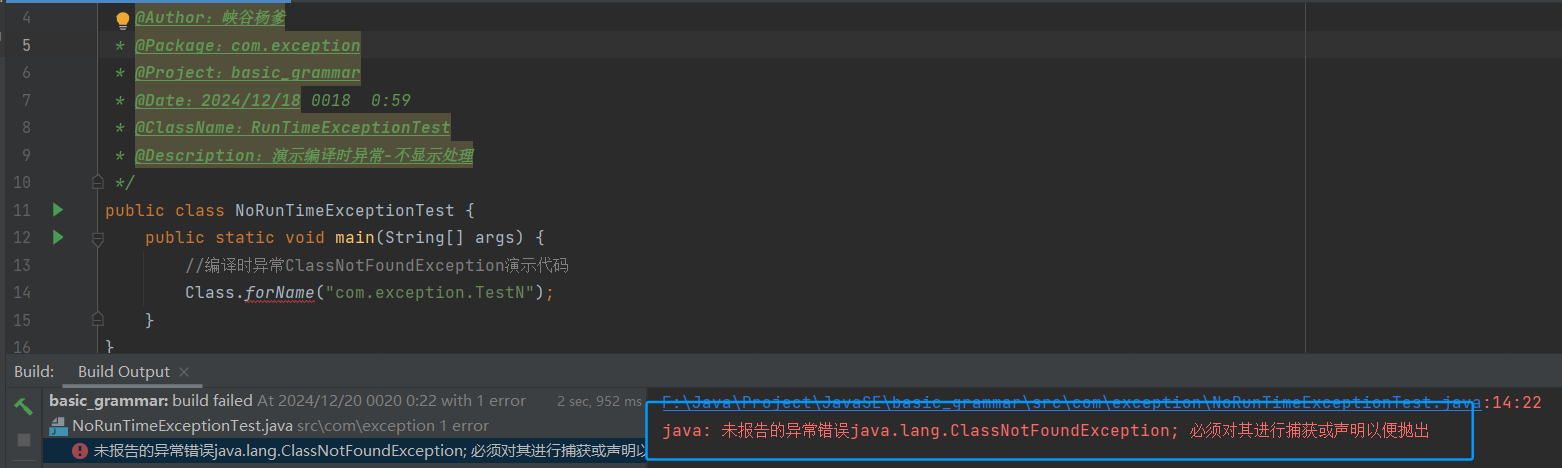 4 @Author: 峡谷杨爹
5 * @Package: com.exception
6 * @Project: basic_grammar
7 * @Date: 2024/12/18 0018  0:59
8 * @ClassName: RunTimeExceptionTest
9 * @Description: 演示编译时异常-不显示处理
10 */
11 public class NoRunTimeExceptionTest {
12 public static void main(String[] args) {
13 //编译时异常ClassNotFoundException演示代码
14 Class.forName("com.exception.TestN");
15 }
16 }
Build: Build Output ×
basic_grammar: build failed At 2024/12/20 0020 0:22 with 1 error 2 sec, 952 ms
NoRunTimeExceptionTest.java src\com\exception 1 error
未报告的异常错误java.lang.ClassNotFoundException; 必须对其进行捕获或声明以
F:\Java\Project\JavaSE\basic_grammar\src\com\exception\NoRunTimeExceptionTest.java:14:22
java: 未报告的异常错误java.lang.ClassNotFoundException; 必须对其进行捕获或声明以便抛出